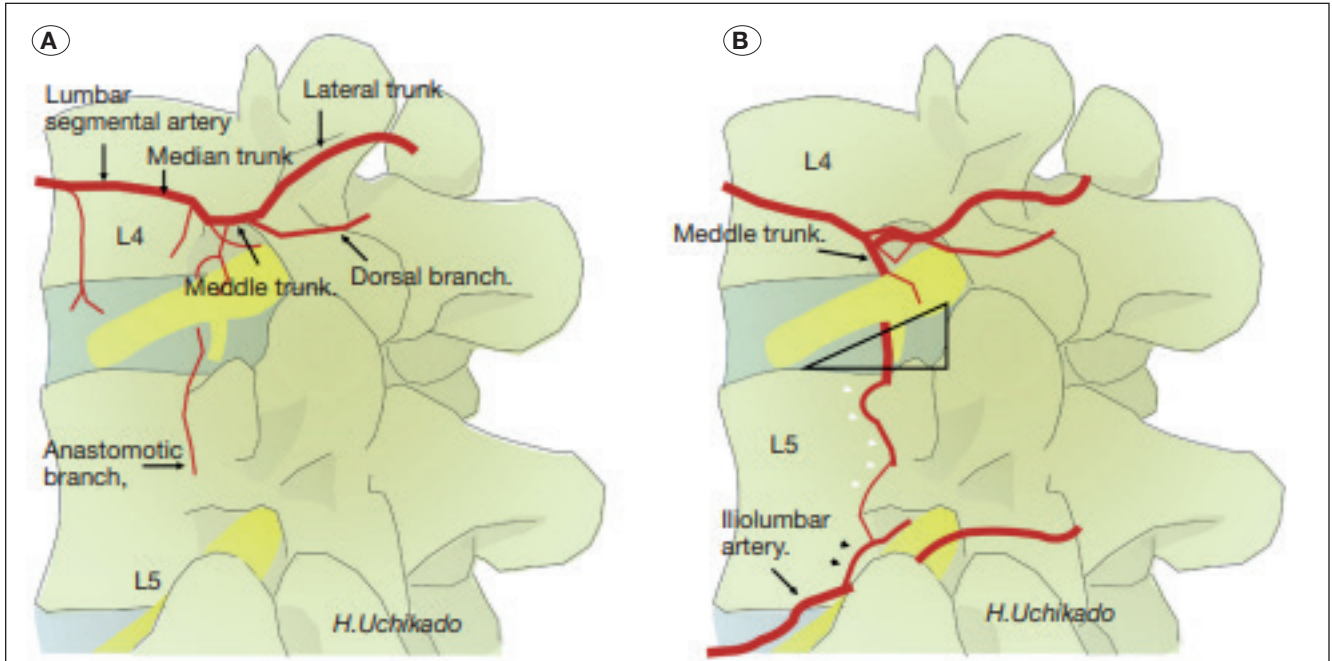 A
Lumbar
segmental artery
Lateral trunk
Median trunk
L4
Meddle trunk.
Dorsal branch.
Anastomotic
branch,
L5
H.Uchikado
B
L4
Meddle trunk.
L5
Iliolumbar
artery.
H.Uchikado